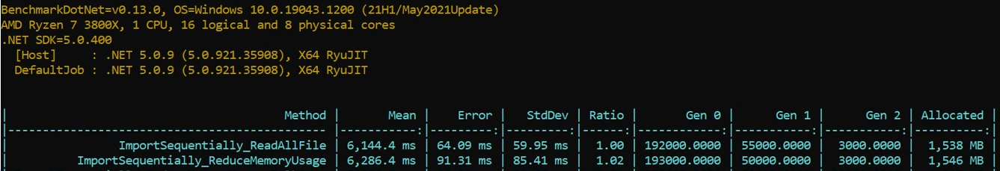 BenchmarkDotNet=v0.13.0, OS=Windows 10.0.19043.1200 (21H1/May2021Update)
AMD Ryzen 7 3800X, 1 CPU, 16 logical and 8 physical cores
.NET SDK=5.0.400
  [Host]     : .NET 5.0.9 (5.0.921.35908), X64 RyuJIT
  DefaultJob : .NET 5.0.9 (5.0.921.35908), X64 RyuJIT
| Method | Mean | Error | StdDev | Ratio | Gen 0 | Gen 1 | Gen 2 | Allocated |
|------------------------------------------- |-----------:|---------:|---------:|------:|------------:|-----------:|----------:|----------:|
| ImportSequentially_ReadAllFile | 6,144.4 ms | 64.09 ms | 59.95 ms | 1.00 | 192000.0000 | 55000.0000 | 3000.0000 | 1,538 MB |
| ImportSequentially_ReduceMemoryUsage | 6,286.4 ms | 91.31 ms | 85.41 ms | 1.02 | 193000.0000 | 50000.0000 | 3000.0000 | 1,546 MB |